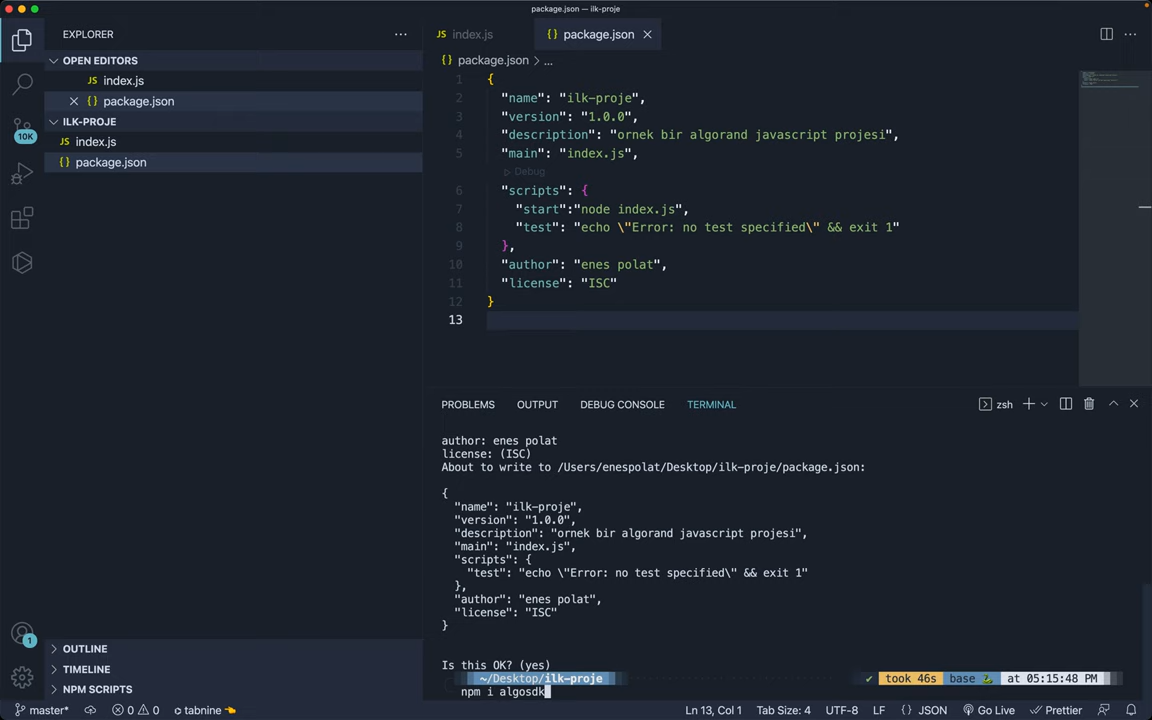 package.json — ilk-proje
EXPLORER
OPEN EDITORS
JS index.js
{} package.json
ILK-PROJE
JS index.js
{} package.json
10K
1
OUTLINE
TIMELINE
NPM SCRIPTS
JS index.js
{} package.json
{} package.json > ...
1 {
2 "name": "ilk-proje",
3 "version": "1.0.0",
4 "description": "ornek bir algorand javascript projesi",
5 "main": "index.js",
Debug
6 "scripts": {
7 "start":"node index.js",
8 "test": "echo \"Error: no test specified\" && exit 1"
9 },
10 "author": "enes polat",
11 "license": "ISC"
12 }
13
PROBLEMS OUTPUT DEBUG CONSOLE TERMINAL
zsh
author: enes polat
license: (ISC)
About to write to /Users/enespolat/Desktop/ilk-proje/package.json:
{
"name": "ilk-proje",
"version": "1.0.0",
"description": "ornek bir algorand javascript projesi",
"main": "index.js",
"scripts": {
"test": "echo \"Error: no test specified\" && exit 1"
},
"author": "enes polat",
"license": "ISC"
}
Is this OK? (yes)
~/Desktop/ilk-proje
✔ took 46s base 🐍 at 05:15:48 PM
npm i algosdk
master* 0 0 tabnine 👈 Ln 13, Col 1 Tab Size: 4 UTF-8 LF {} JSON Go Live Prettier